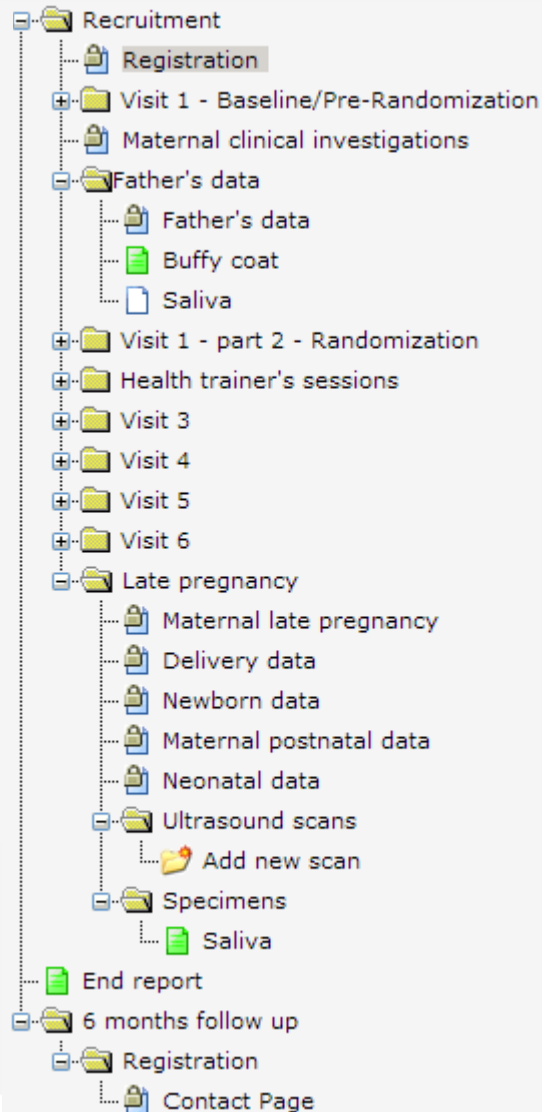 Recruitment
Registration
Visit 1 - Baseline/Pre-Randomization
Maternal clinical investigations
Father's data
Father's data
Buffy coat
Saliva
Visit 1 - part 2 - Randomization
Health trainer's sessions
Visit 3
Visit 4
Visit 5
Visit 6
Late pregnancy
Maternal late pregnancy
Delivery data
Newborn data
Maternal postnatal data
Neonatal data
Ultrasound scans
Add new scan
Specimens
Saliva
End report
6 months follow up
Registration
Contact Page